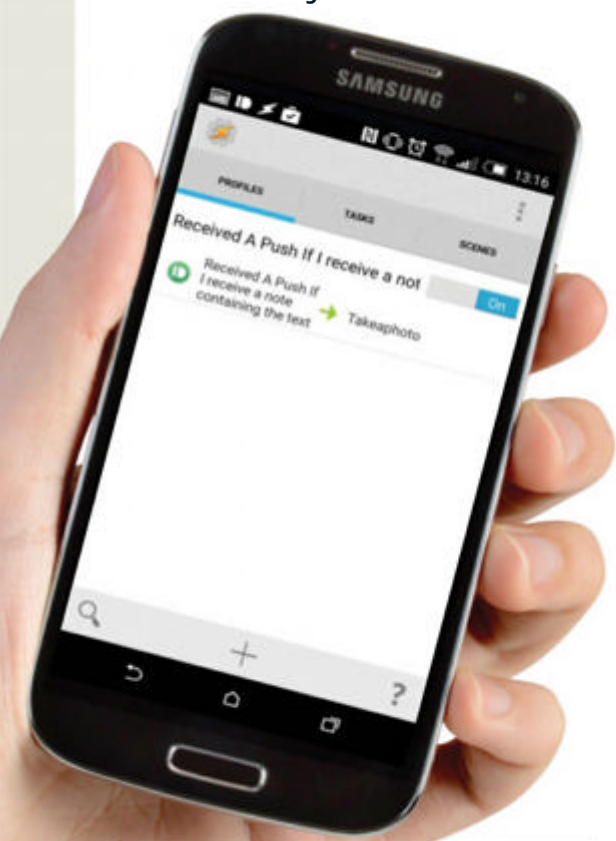 SAMSUNG
13:16
PROFILES TASKS SCENES
Received A Push If I receive a not
On
Received A Push If
I receive a note
containing the text
Takeaphoto
?